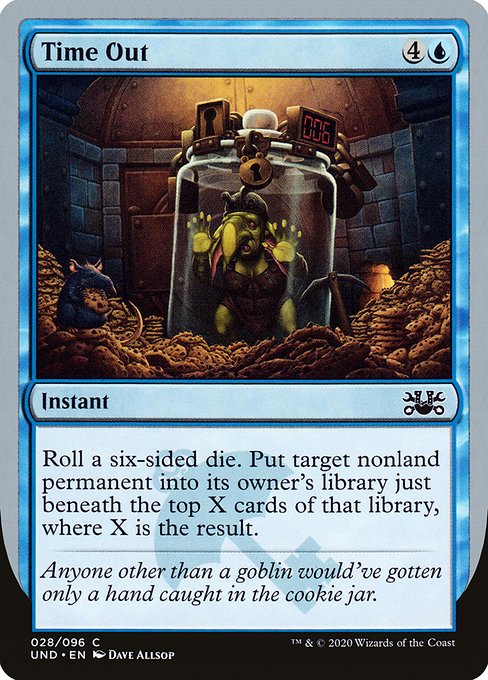 Time Out 4
006
Instant
Roll a six-sided die. Put target nonland
permanent into its owner's library just
beneath the top X cards of that library,
where X is the result.
Anyone other than a goblin would've gotten
only a hand caught in the cookie jar.
028/096 C
UND • EN Dave Allsop
™ & © 2020 Wizards of the Coast